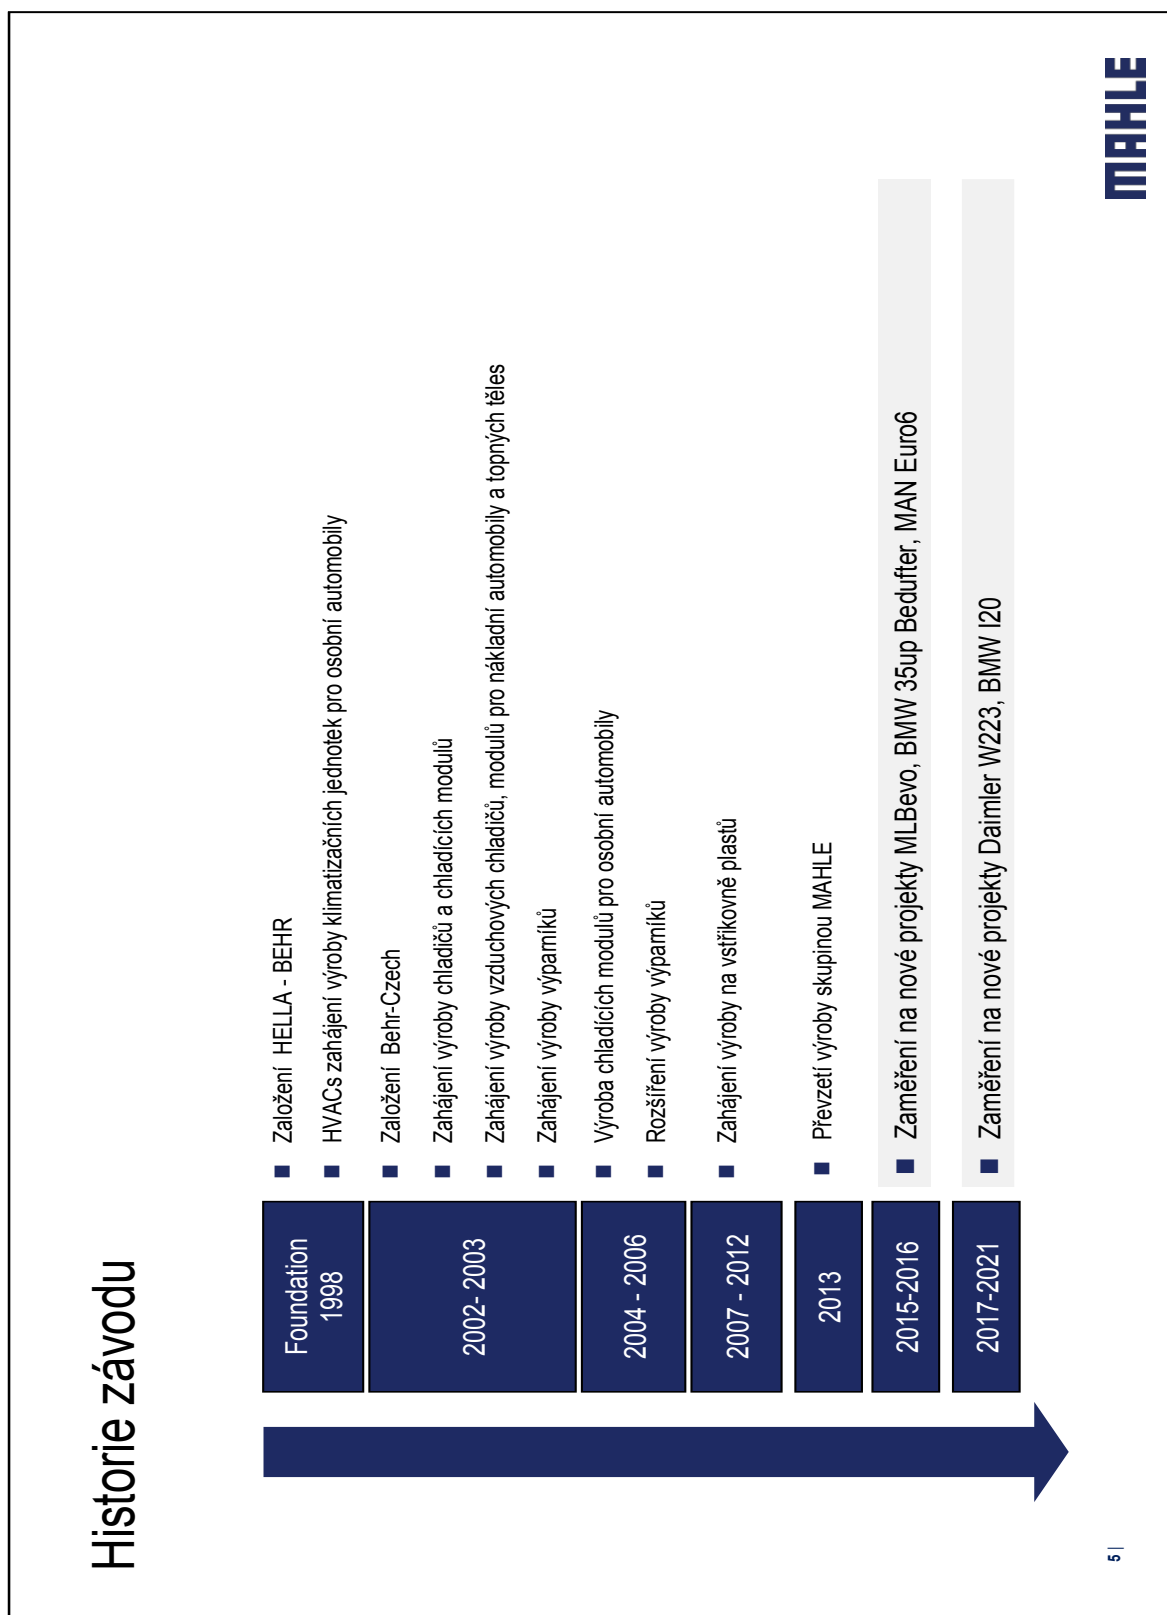 Historie závodu
Foundation
1998
Založení  HELLA - BEHR
HVACs zahájení výroby klimatizačních jednotek pro osobní automobily
2002- 2003
Založení  Behr-Czech
Zahájení výroby chladičů a chladících modulů
Zahájení výroby vzduchových chladičů, modulů pro nákladní automobily a topných těles
Zahájení výroby výparníků
2004 - 2006
Výroba chladících modulů pro osobní automobily
Rozšíření výroby výparníků
2007 - 2012
Zahájení výroby na vstřikovně plastů
2013
Převzetí výroby skupinou MAHLE
2015-2016
Zaměření na nové projekty MLBevo, BMW 35up Bedufter, MAN Euro6
2017-2021
Zaměření na nové projekty Daimler W223, BMW I20
5 |
MAHLE